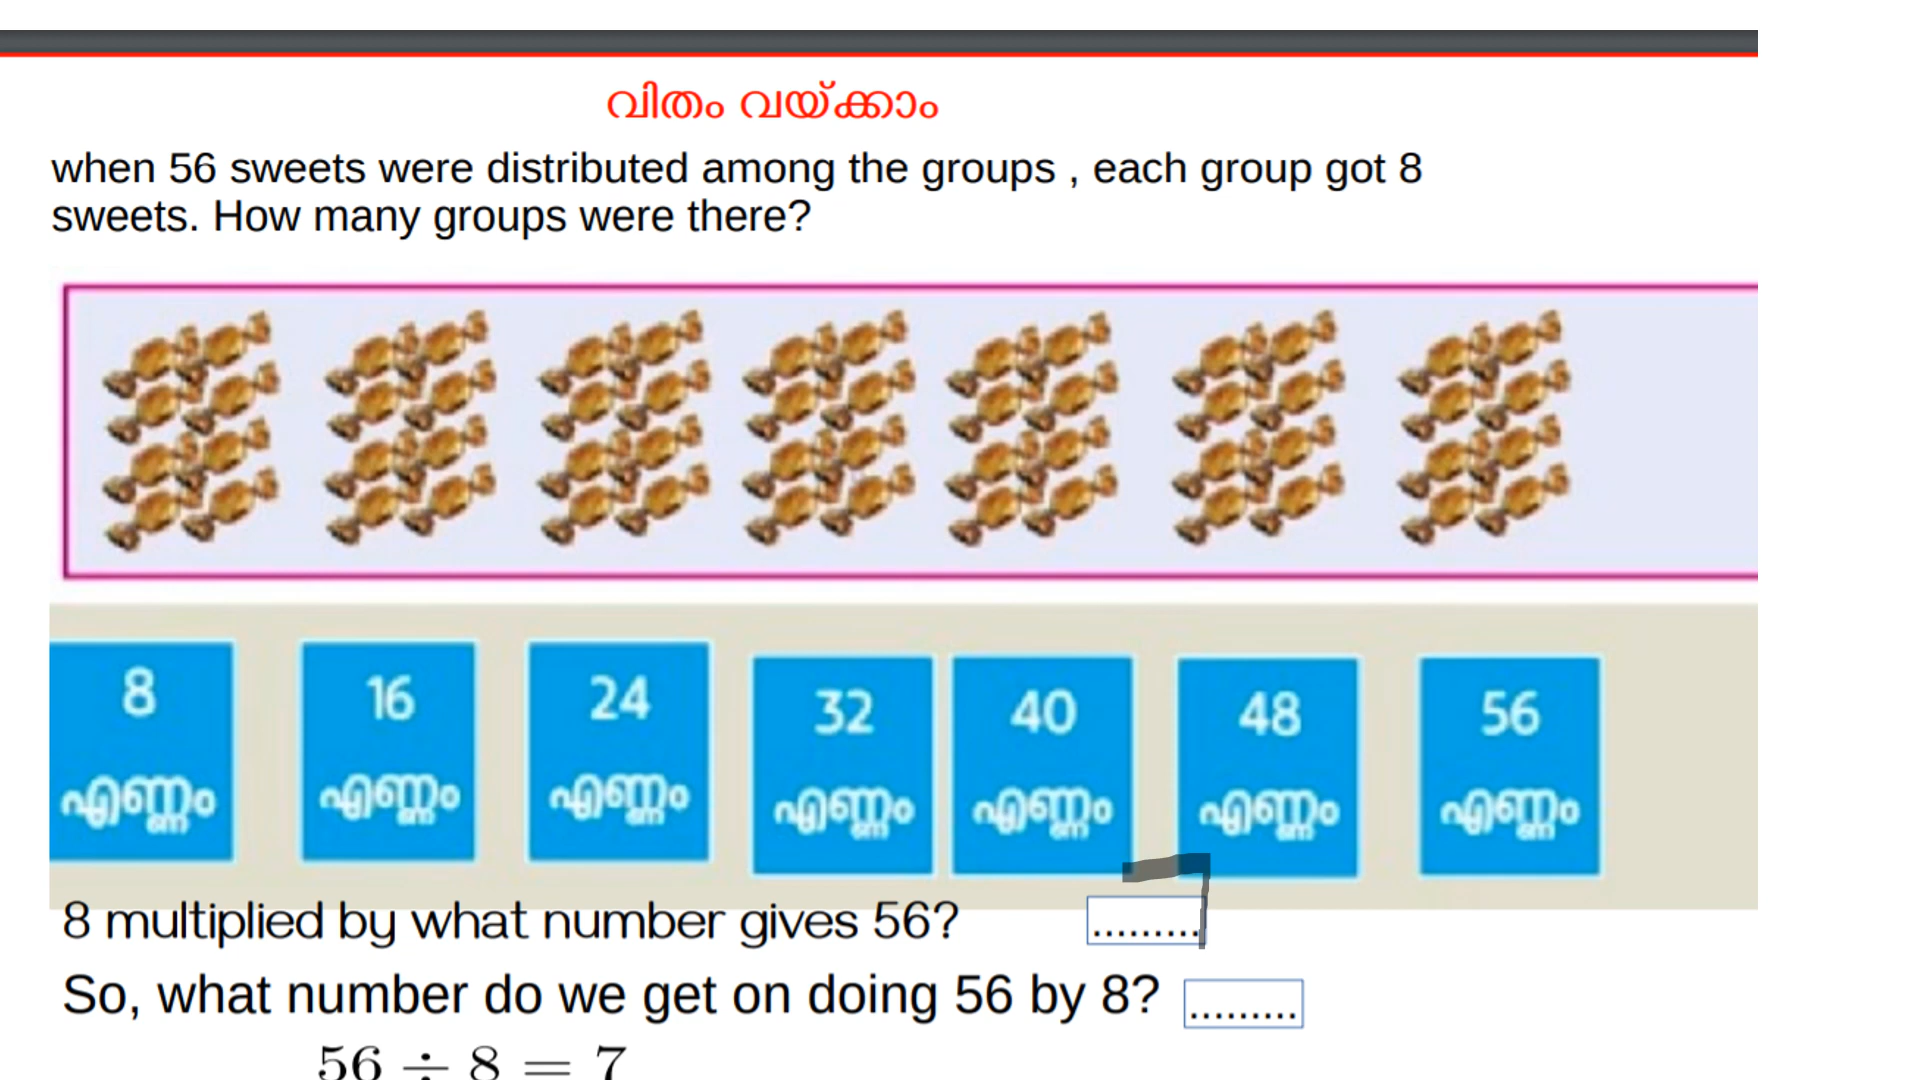 വിതം വയ്ക്കാം
when 56 sweets were distributed among the groups , each group got 8
sweets. How many groups were there?
8 16 24 32 40 48 56
എണ്ണം എണ്ണം എണ്ണം എണ്ണം എണ്ണം എണ്ണം എണ്ണം
8 multiplied by what number gives 56? .........
So, what number do we get on doing 56 by 8? .........
56 ÷ 8 = 7